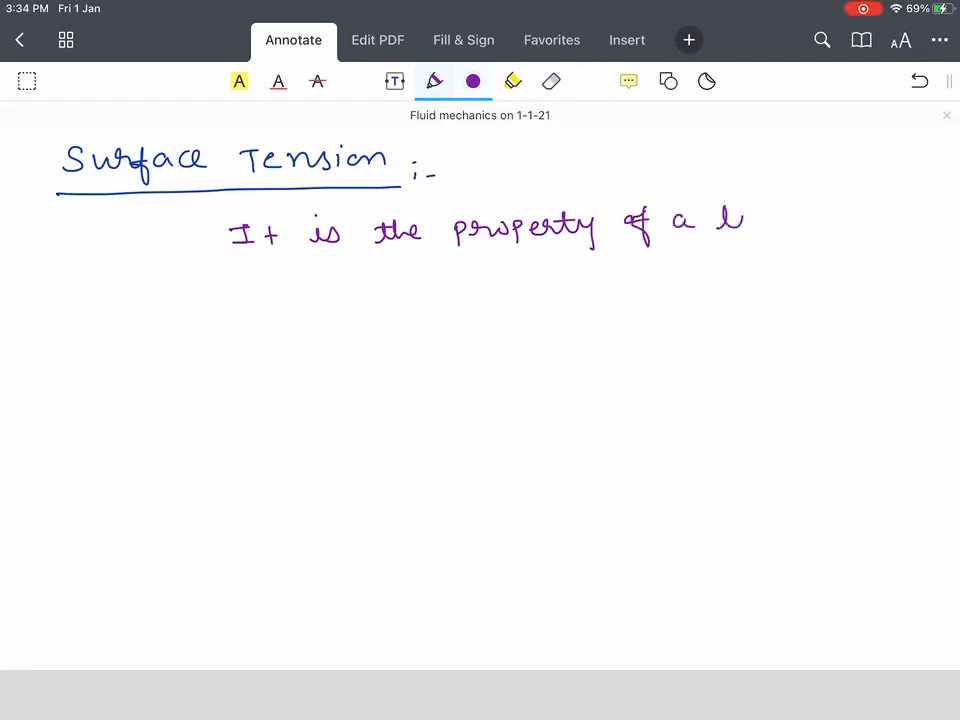 3:34 PM Fri 1 Jan 69%
Annotate Edit PDF Fill & Sign Favorites Insert + AA
A A A T
Fluid mechanics on 1-1-21 ×
Surface Tension :-
It is the property of a l